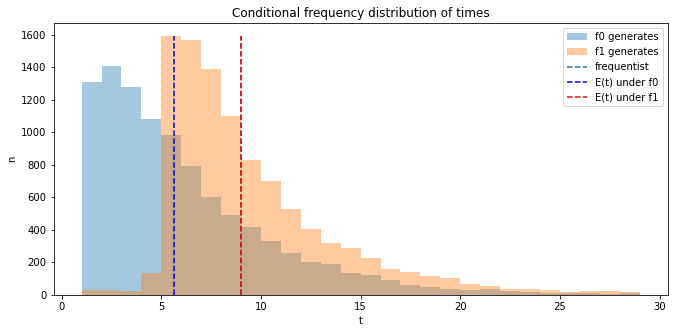 Conditional frequency distribution of times
f0 generates
f1 generates
frequentist
E(t) under f0
E(t) under f1
1600
1400
1200
1000
800
600
400
200
0
n
0 5 10 15 20 25 30
t